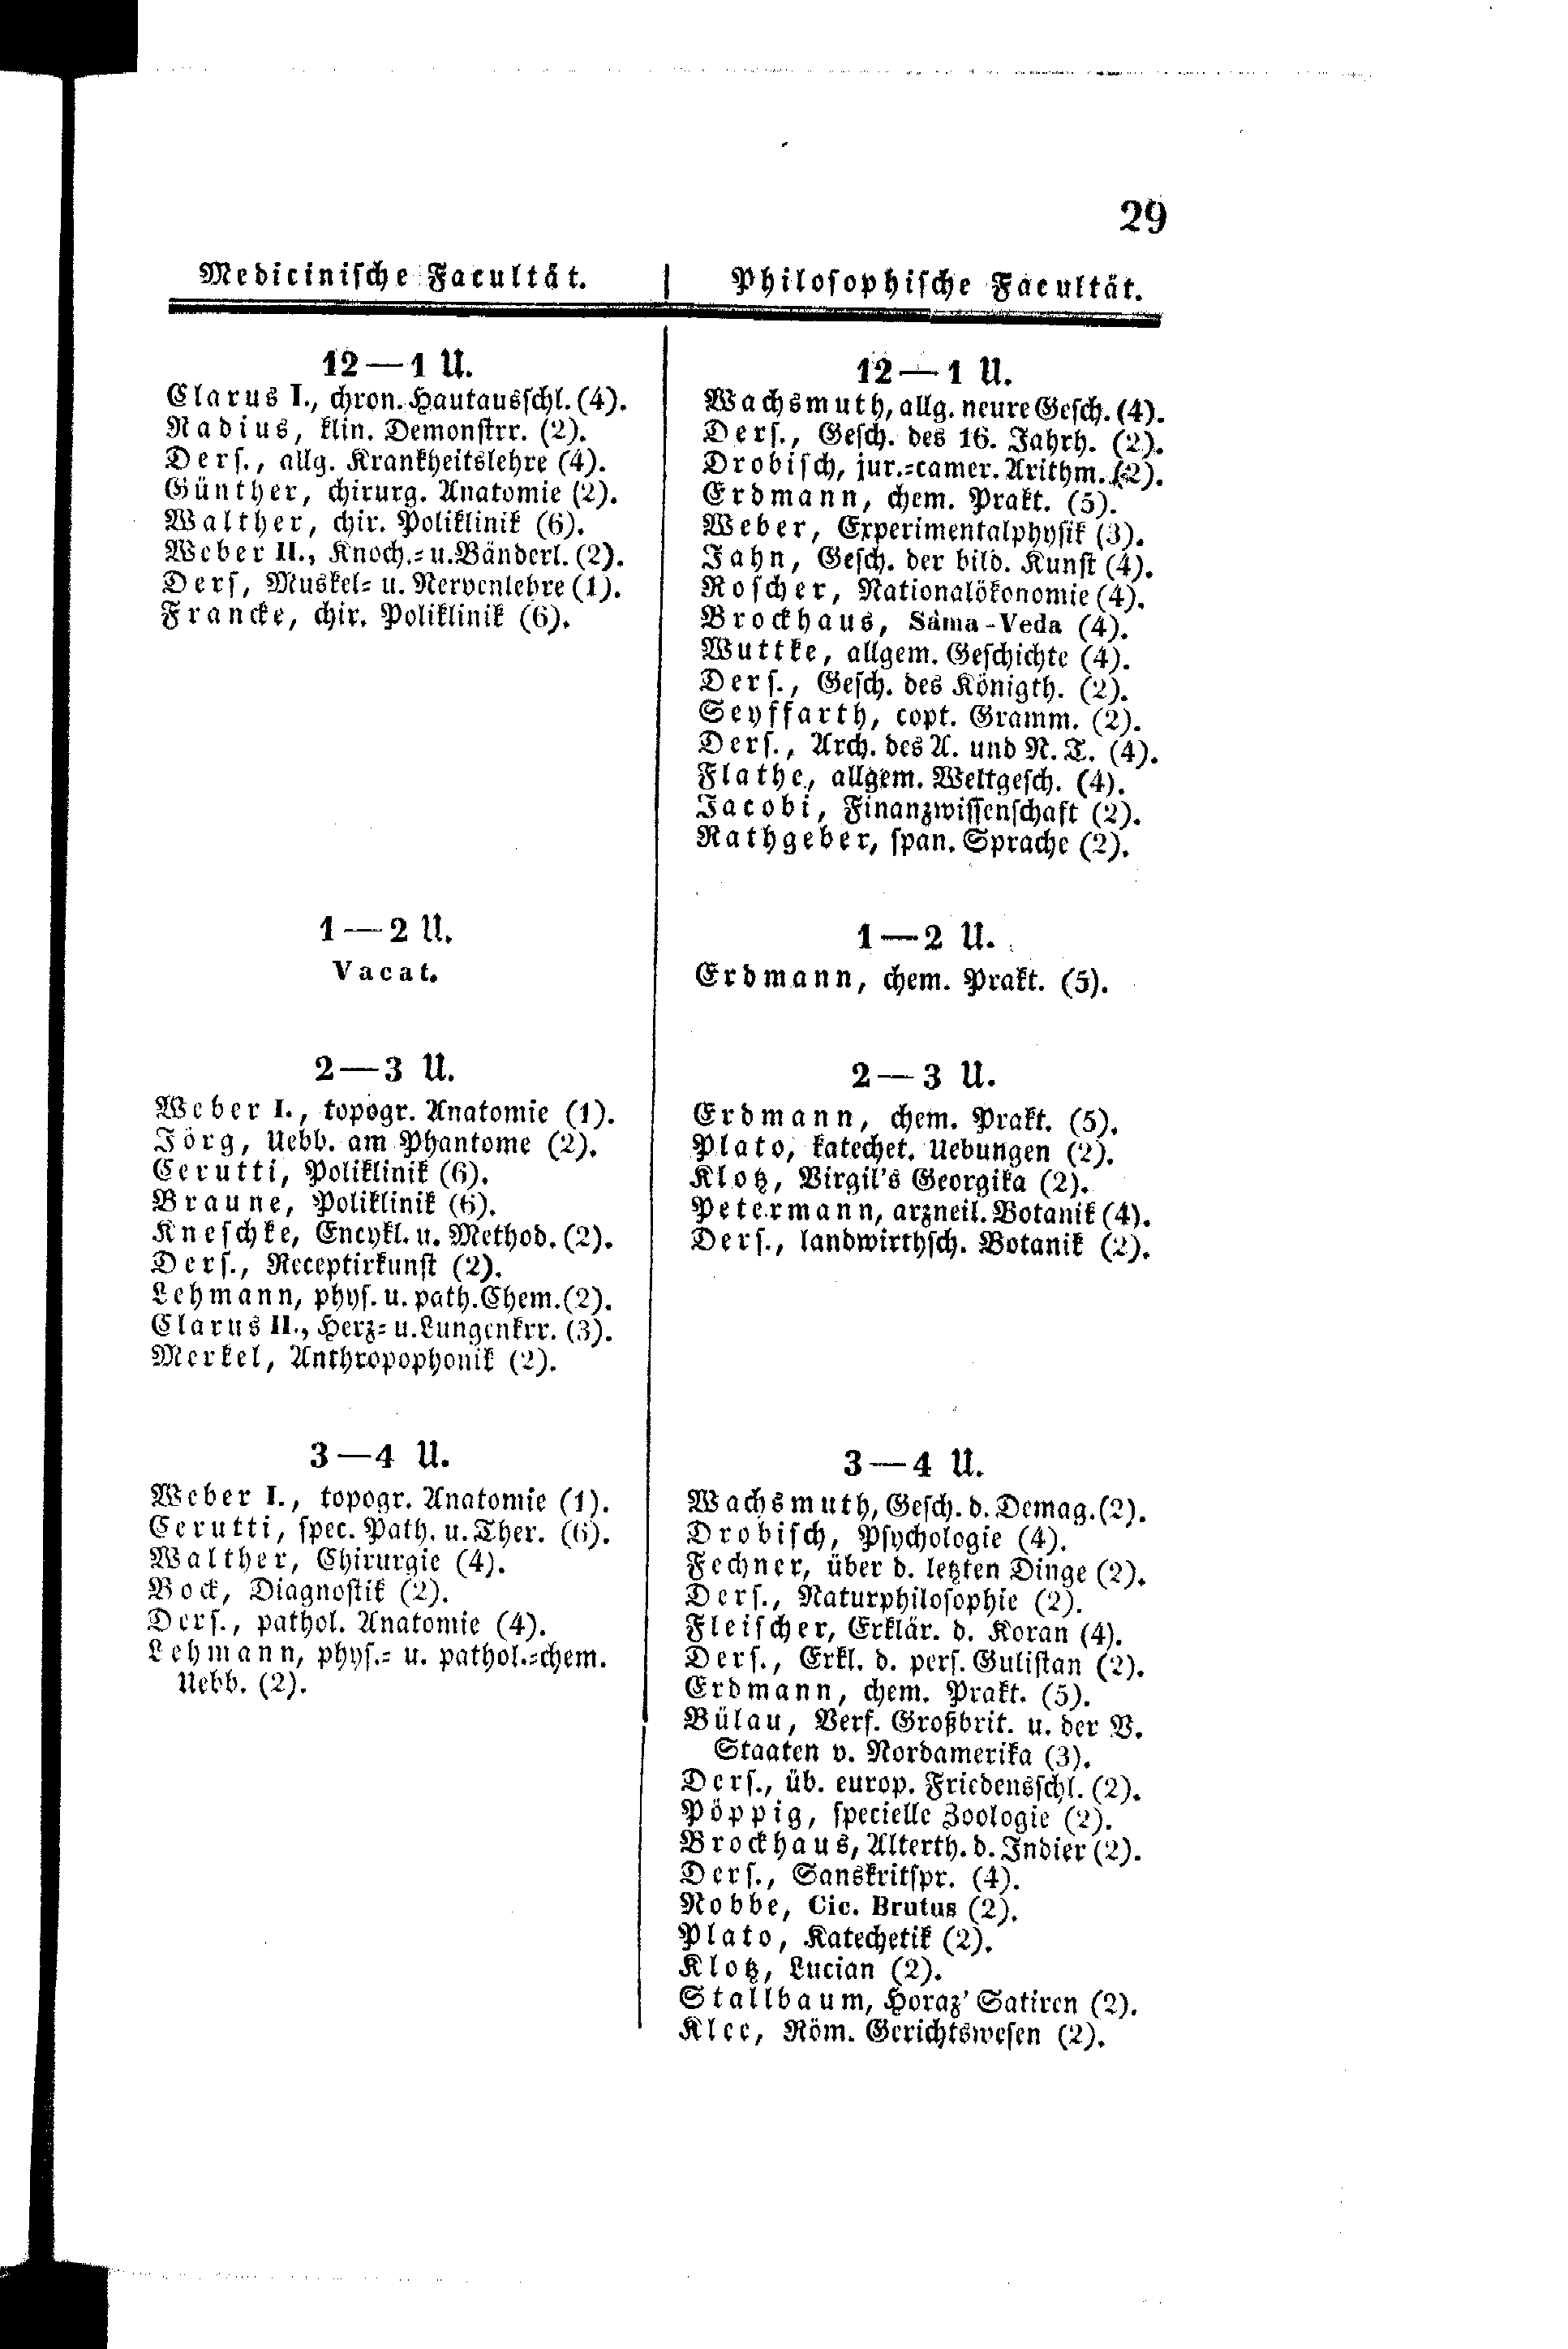 29
Medicinische Facultät.
12—1 U.
Clarus I., chron. Hautausschl. (4).
Radius, klin. Demonstrr. (2).
Ders., allg. Krankheitslehre (4).
Günther, chirurg. Anatomie (2).
Walther, chir. Poliklinik (6).
Weber II., Knoch.- u. Bänderl. (2).
Ders, Muskel- u. Nervenlehre (1).
Francke, chir. Poliklinik (6).
1—2 U.
Vacat.
2—3 U.
Weber I., topogr. Anatomie (1).
Jörg, Uebb. am Phantome (2).
Cerutti, Poliklinik (6).
Braune, Poliklinik (6).
Kneschke, Encykl. u. Method. (2).
Ders., Receptirkunst (2).
Lehmann, phys. u. path. Chem. (2).
Clarus II., Herz- u. Lungenkrr. (3).
Merkel, Anthropophonik (2).
3—4 U.
Weber I., topogr. Anatomie (1).
Cerutti, spec. Path. u. Ther. (6).
Walther, Chirurgie (4).
Bock, Diagnostik (2).
Ders., pathol. Anatomie (4).
Lehmann, phys.- u. pathol.-chem.
Uebb. (2).
Philosophische Facultät.
12—1 U.
Wachsmuth, allg. neure Gesch. (4).
Ders., Gesch. des 16. Jahrh. (2).
Drobisch, jur.-camer. Arithm. (2).
Erdmann, chem. Prakt. (5).
Weber, Experimentalphysik (3).
Jahn, Gesch. der bild. Kunst (4).
Roscher, Nationalökonomie (4).
Brockhaus, Sâma-Veda (4).
Wuttke, allgem. Geschichte (4).
Ders., Gesch. des Königth. (2).
Seyffarth, copt. Gramm. (2).
Ders., Arch. des A. und N. T. (4).
Flathe, allgem. Weltgesch. (4).
Jacobi, Finanzwissenschaft (2).
Rathgeber, span. Sprache (2).
1—2 U.
Erdmann, chem. Prakt. (5).
2—3 U.
Erdmann, chem. Prakt. (5).
Plato, katechet. Uebungen (2).
Klotz, Virgil's Georgika (2).
Petermann, arzneil. Botanik (4).
Ders., landwirthsch. Botanik (2).
3—4 U.
Wachsmuth, Gesch. d. Demag. (2).
Drobisch, Psychologie (4).
Fechner, über d. letzten Dinge (2).
Ders., Naturphilosophie (2).
Fleischer, Erklär. d. Koran (4).
Ders., Erkl. d. pers. Gulistan (2).
Erdmann, chem. Prakt. (5).
Bülau, Verf. Großbrit. u. der V.
Staaten v. Nordamerika (3).
Ders., üb. europ. Friedensschl. (2).
Pöppig, specielle Zoologie (2).
Brockhaus, Alterth. d. Indier (2).
Ders., Sanskritspr. (4).
Nobbe, Cic. Brutus (2).
Plato, Katechetik (2).
Klotz, Lucian (2).
Stallbaum, Horaz' Satiren (2).
Klee, Röm. Gerichtswesen (2).